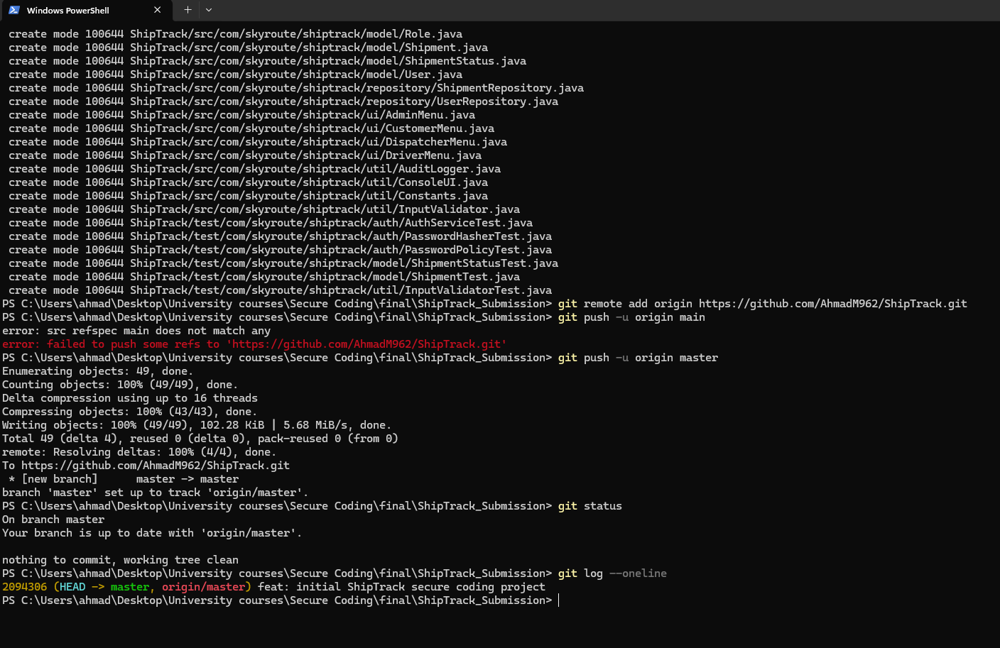 Windows PowerShell
create mode 100644 ShipTrack/src/com/skyroute/shiptrack/model/Role.java
create mode 100644 ShipTrack/src/com/skyroute/shiptrack/model/Shipment.java
create mode 100644 ShipTrack/src/com/skyroute/shiptrack/model/ShipmentStatus.java
create mode 100644 ShipTrack/src/com/skyroute/shiptrack/model/User.java
create mode 100644 ShipTrack/src/com/skyroute/shiptrack/repository/ShipmentRepository.java
create mode 100644 ShipTrack/src/com/skyroute/shiptrack/repository/UserRepository.java
create mode 100644 ShipTrack/src/com/skyroute/shiptrack/ui/AdminMenu.java
create mode 100644 ShipTrack/src/com/skyroute/shiptrack/ui/CustomerMenu.java
create mode 100644 ShipTrack/src/com/skyroute/shiptrack/ui/DispatcherMenu.java
create mode 100644 ShipTrack/src/com/skyroute/shiptrack/ui/DriverMenu.java
create mode 100644 ShipTrack/src/com/skyroute/shiptrack/util/AuditLogger.java
create mode 100644 ShipTrack/src/com/skyroute/shiptrack/util/ConsoleUI.java
create mode 100644 ShipTrack/src/com/skyroute/shiptrack/util/Constants.java
create mode 100644 ShipTrack/src/com/skyroute/shiptrack/util/InputValidator.java
create mode 100644 ShipTrack/test/com/skyroute/shiptrack/auth/AuthServiceTest.java
create mode 100644 ShipTrack/test/com/skyroute/shiptrack/auth/PasswordHasherTest.java
create mode 100644 ShipTrack/test/com/skyroute/shiptrack/auth/PasswordPolicyTest.java
create mode 100644 ShipTrack/test/com/skyroute/shiptrack/model/ShipmentStatusTest.java
create mode 100644 ShipTrack/test/com/skyroute/shiptrack/model/ShipmentTest.java
create mode 100644 ShipTrack/test/com/skyroute/shiptrack/util/InputValidatorTest.java
PS C:\Users\ahmad\Desktop\University courses\Secure Coding\final\ShipTrack_Submission> git remote add origin https://github.com/AhmadM962/ShipTrack.git
PS C:\Users\ahmad\Desktop\University courses\Secure Coding\final\ShipTrack_Submission> git push -u origin main
error: src refspec main does not match any
error: failed to push some refs to 'https://github.com/AhmadM962/ShipTrack.git'
PS C:\Users\ahmad\Desktop\University courses\Secure Coding\final\ShipTrack_Submission> git push -u origin master
Enumerating objects: 49, done.
Counting objects: 100% (49/49), done.
Delta compression using up to 16 threads
Compressing objects: 100% (43/43), done.
Writing objects: 100% (49/49), 102.28 KiB | 5.68 MiB/s, done.
Total 49 (delta 4), reused 0 (delta 0), pack-reused 0 (from 0)
remote: Resolving deltas: 100% (4/4), done.
To https://github.com/AhmadM962/ShipTrack.git
* [new branch]      master -> master
branch 'master' set up to track 'origin/master'.
PS C:\Users\ahmad\Desktop\University courses\Secure Coding\final\ShipTrack_Submission> git status
On branch master
Your branch is up to date with 'origin/master'.
nothing to commit, working tree clean
PS C:\Users\ahmad\Desktop\University courses\Secure Coding\final\ShipTrack_Submission> git log --oneline
2094306 (HEAD -> master, origin/master) feat: initial ShipTrack secure coding project
PS C:\Users\ahmad\Desktop\University courses\Secure Coding\final\ShipTrack_Submission>